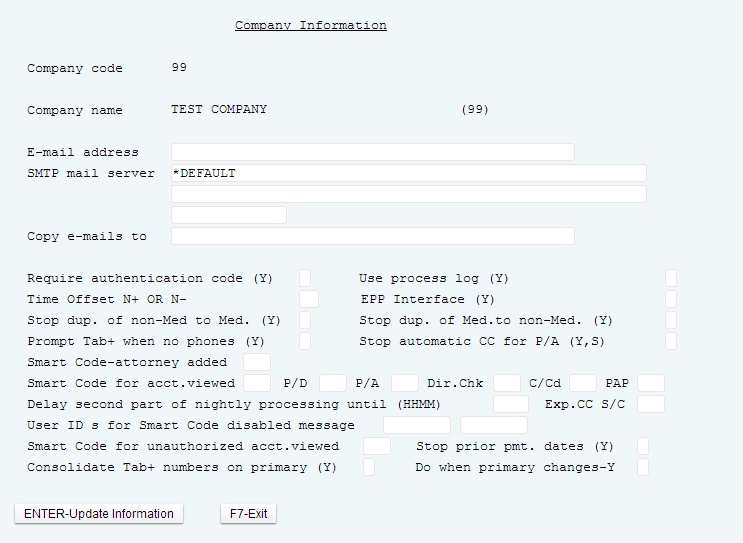 Company Information
Company code 99
Company name TEST COMPANY (99)
E-mail address
SMTP mail server *DEFAULT
Copy e-mails to
Require authentication code (Y) Use process log (Y)
Time Offset N+ OR N- EPP Interface (Y)
Stop dup. of non-Med to Med. (Y) Stop dup. of Med.to non-Med. (Y)
Prompt Tab+ when no phones (Y) Stop automatic CC for P/A (Y,S)
Smart Code-attorney added
Smart Code for acct.viewed P/D P/A Dir.Chk C/Cd PAP
Delay second part of nightly processing until (HHMM) Exp.CC S/C
User ID s for Smart Code disabled message
Smart Code for unauthorized acct.viewed Stop prior pmt. dates (Y)
Consolidate Tab+ numbers on primary (Y) Do when primary changes-Y
ENTER-Update Information F7-Exit